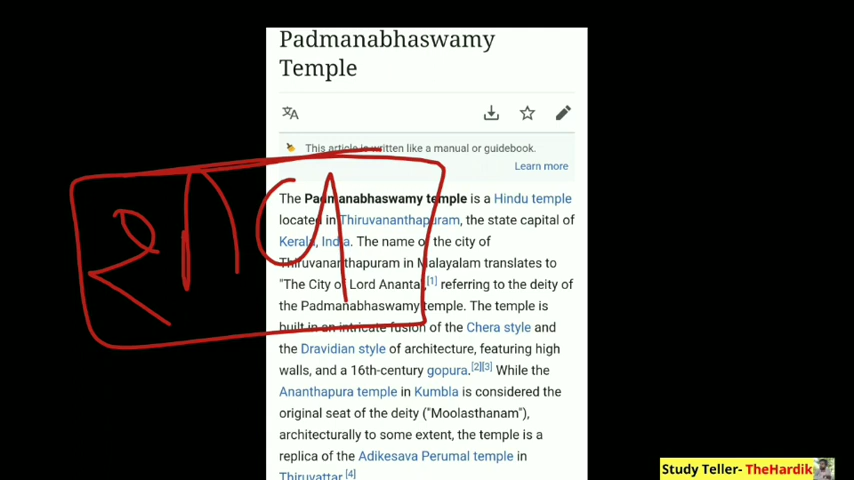 Padmanabhaswamy
Temple
This article is written like a manual or guidebook.
Learn more
The Padmanabhaswamy temple is a Hindu temple
located in Thiruvananthapuram, the state capital of
Kerala, India. The name of the city of
Thiruvananthapuram in Malayalam translates to
"The City of Lord Ananta",[1] referring to the deity of
the Padmanabhaswamy temple. The temple is
built in an intricate fusion of the Chera style and
the Dravidian style of architecture, featuring high
walls, and a 16th-century gopura.[2][3] While the
Ananthapura temple in Kumbla is considered the
original seat of the deity ("Moolasthanam"),
architecturally to some extent, the temple is a
replica of the Adikesava Perumal temple in
Thiruvattar.[4]
Study Teller- TheHardik